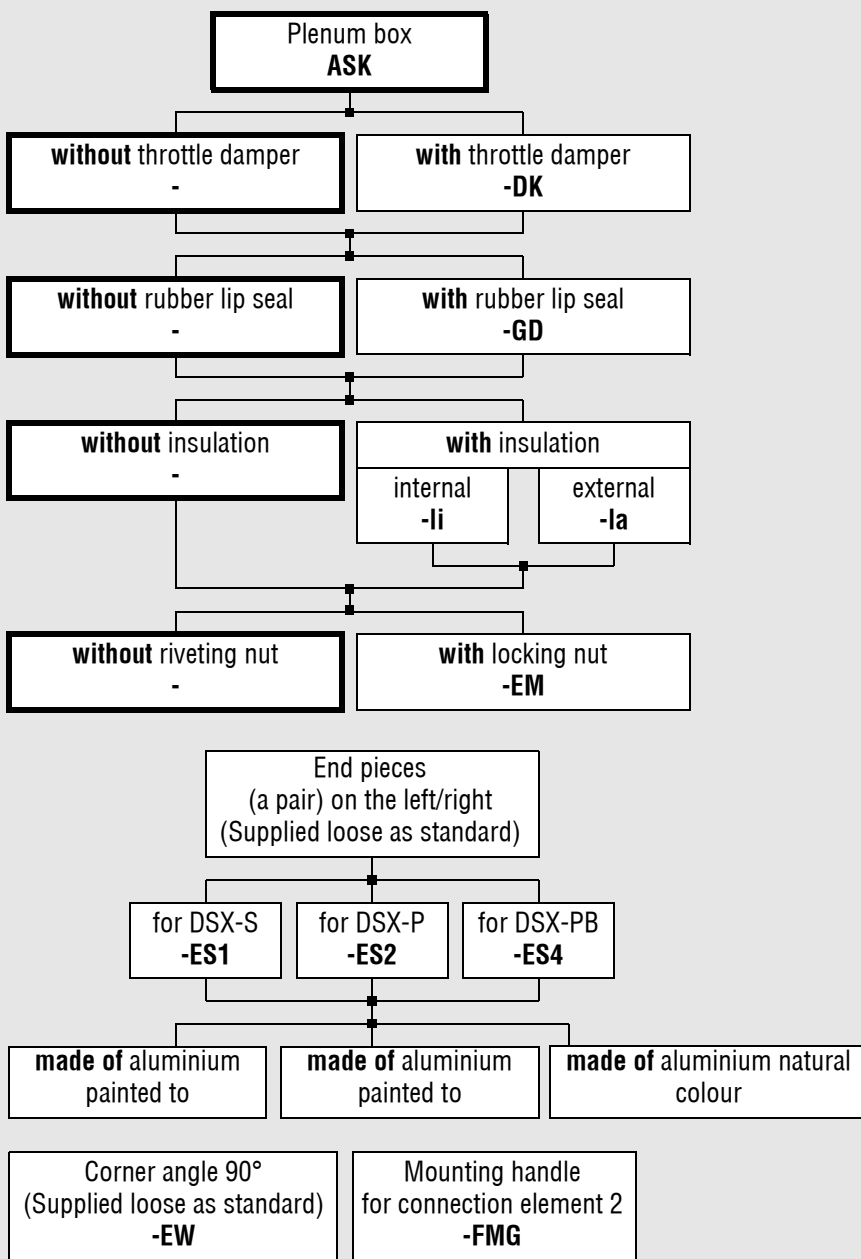 Plenum box
ASK
without throttle damper
-
with throttle damper
-DK
without rubber lip seal
-
with rubber lip seal
-GD
without insulation
-
with insulation
internal
-Ii
external
-Ia
without riveting nut
-
with locking nut
-EM
End pieces
(a pair) on the left/right
(Supplied loose as standard)
for DSX-S
-ES1
for DSX-P
-ES2
for DSX-PB
-ES4
made of aluminium
painted to
made of aluminium
painted to
made of aluminium natural
colour
Corner angle 90°
(Supplied loose as standard)
-EW
Mounting handle
for connection element 2
-FMG